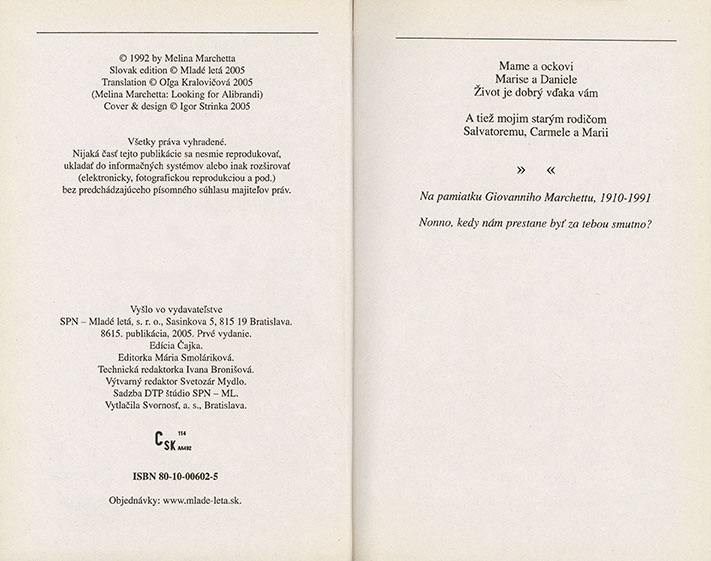 © 1992 by Melina Marchetta
Slovak edition © Mladé letá 2005
Translation © Oľga Kralovičová 2005
(Melina Marchetta: Looking for Alibrandi)
Cover & design © Igor Strinka 2005
Všetky práva vyhradené.
Nijaká časť tejto publikácie sa nesmie reprodukovať,
ukladať do informačných systémov alebo inak rozširovať
(elektronicky, fotografickou reprodukciou a pod.)
bez predchádzajúceho písomného súhlasu majiteľov práv.
Vyšlo vo vydavateľstve
SPN – Mladé letá, s. r. o., Sasinkova 5, 815 19 Bratislava.
8615. publikácia, 2005. Prvé vydanie.
Edícia Čajka.
Editorka Mária Smoláriková.
Technická redaktorka Ivana Bronišová.
Výtvarný redaktor Svetozár Mydlo.
Sadzba DTP štúdio SPN – ML.
Vytlačila Svornosť, a. s., Bratislava.
CSK 114 AA492
ISBN 80-10-00602-5
Objednávky: www.mlade-leta.sk.
Mame a ockovi
Marise a Daniele
Život je dobrý vďaka vám
A tiež mojim starým rodičom
Salvatoremu, Carmele a Marii
» «
Na pamiatku Giovanniho Marchettu, 1910-1991
Nonno, kedy nám prestane byť za tebou smutno?